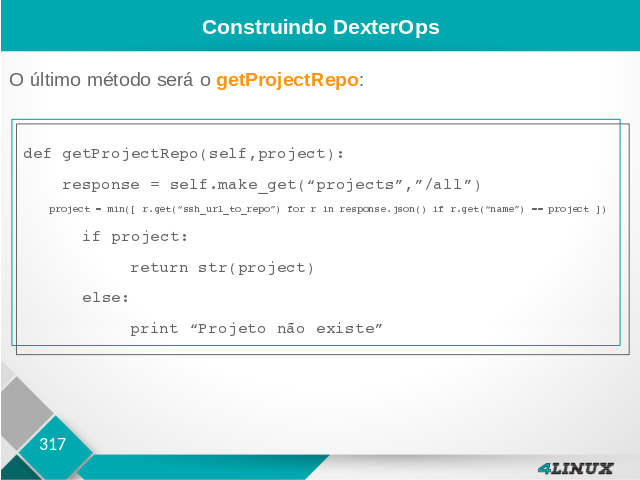 Construindo DexterOps
O último método será o getProjectRepo:
def getProjectRepo(self,project):
response = self.make_get(“projects”,”/all”)
project = min([ r.get(“ssh_url_to_repo”) for r in response.json() if r.get(“name”) == project ])
if project:
return str(project)
else:
print “Projeto não existe”
317
4LINUX